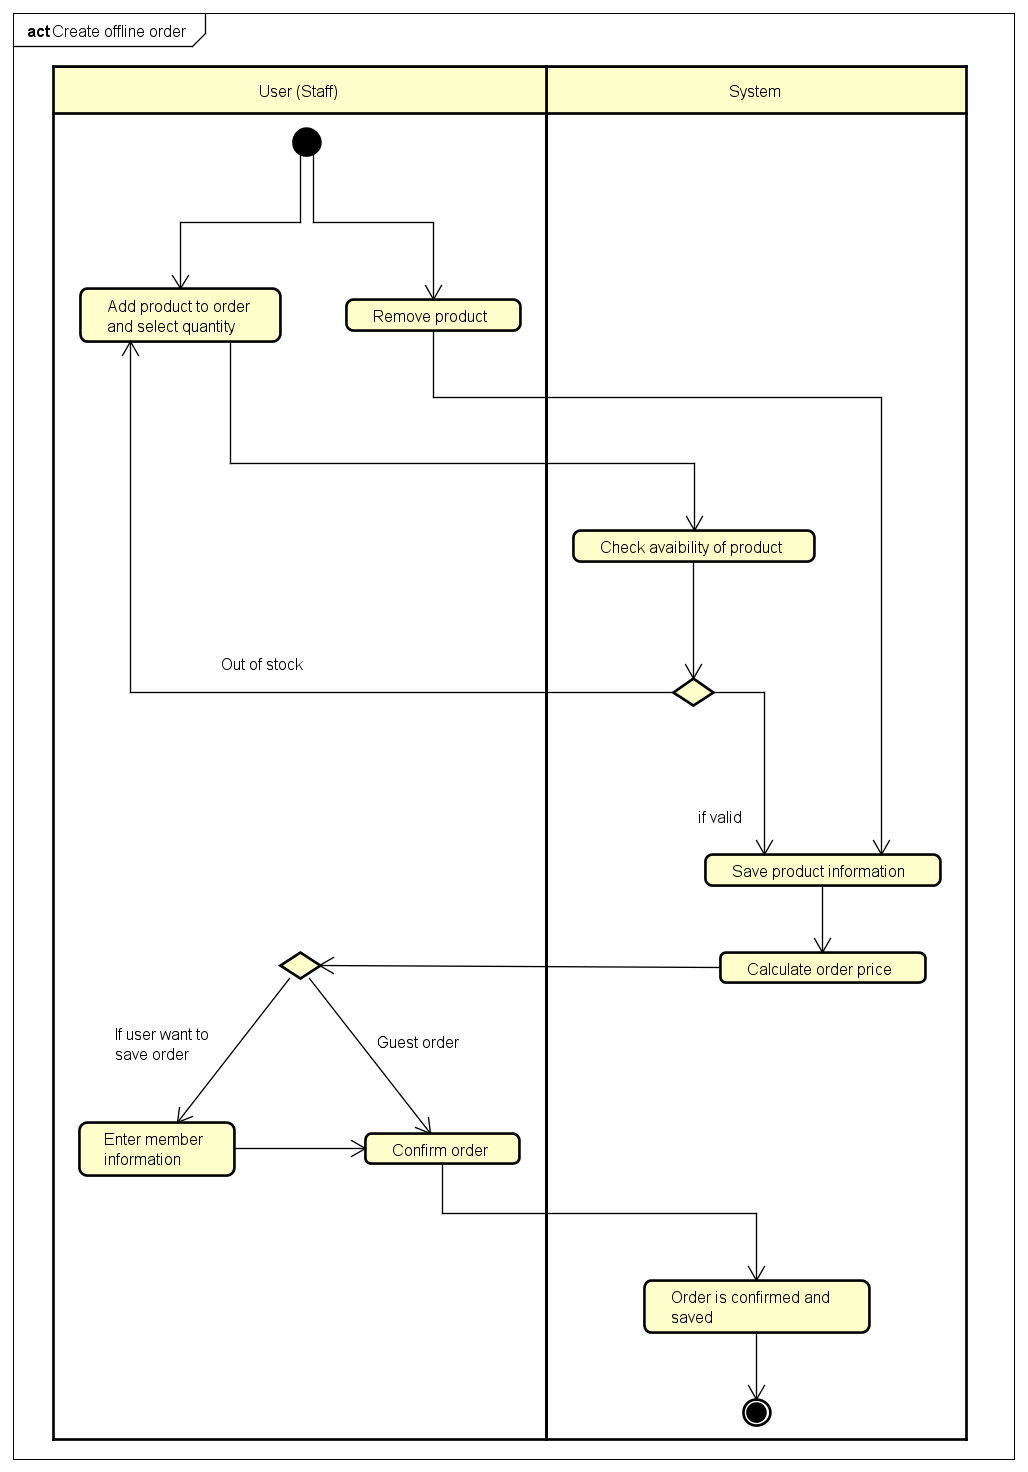 act Create offline order
User (Staff)
System
Add product to order
and select quantity
Remove product
Check avaibility of product
Out of stock
if valid
Save product information
Calculate order price
If user want to
save order
Guest order
Enter member
information
Confirm order
Order is confirmed and
saved